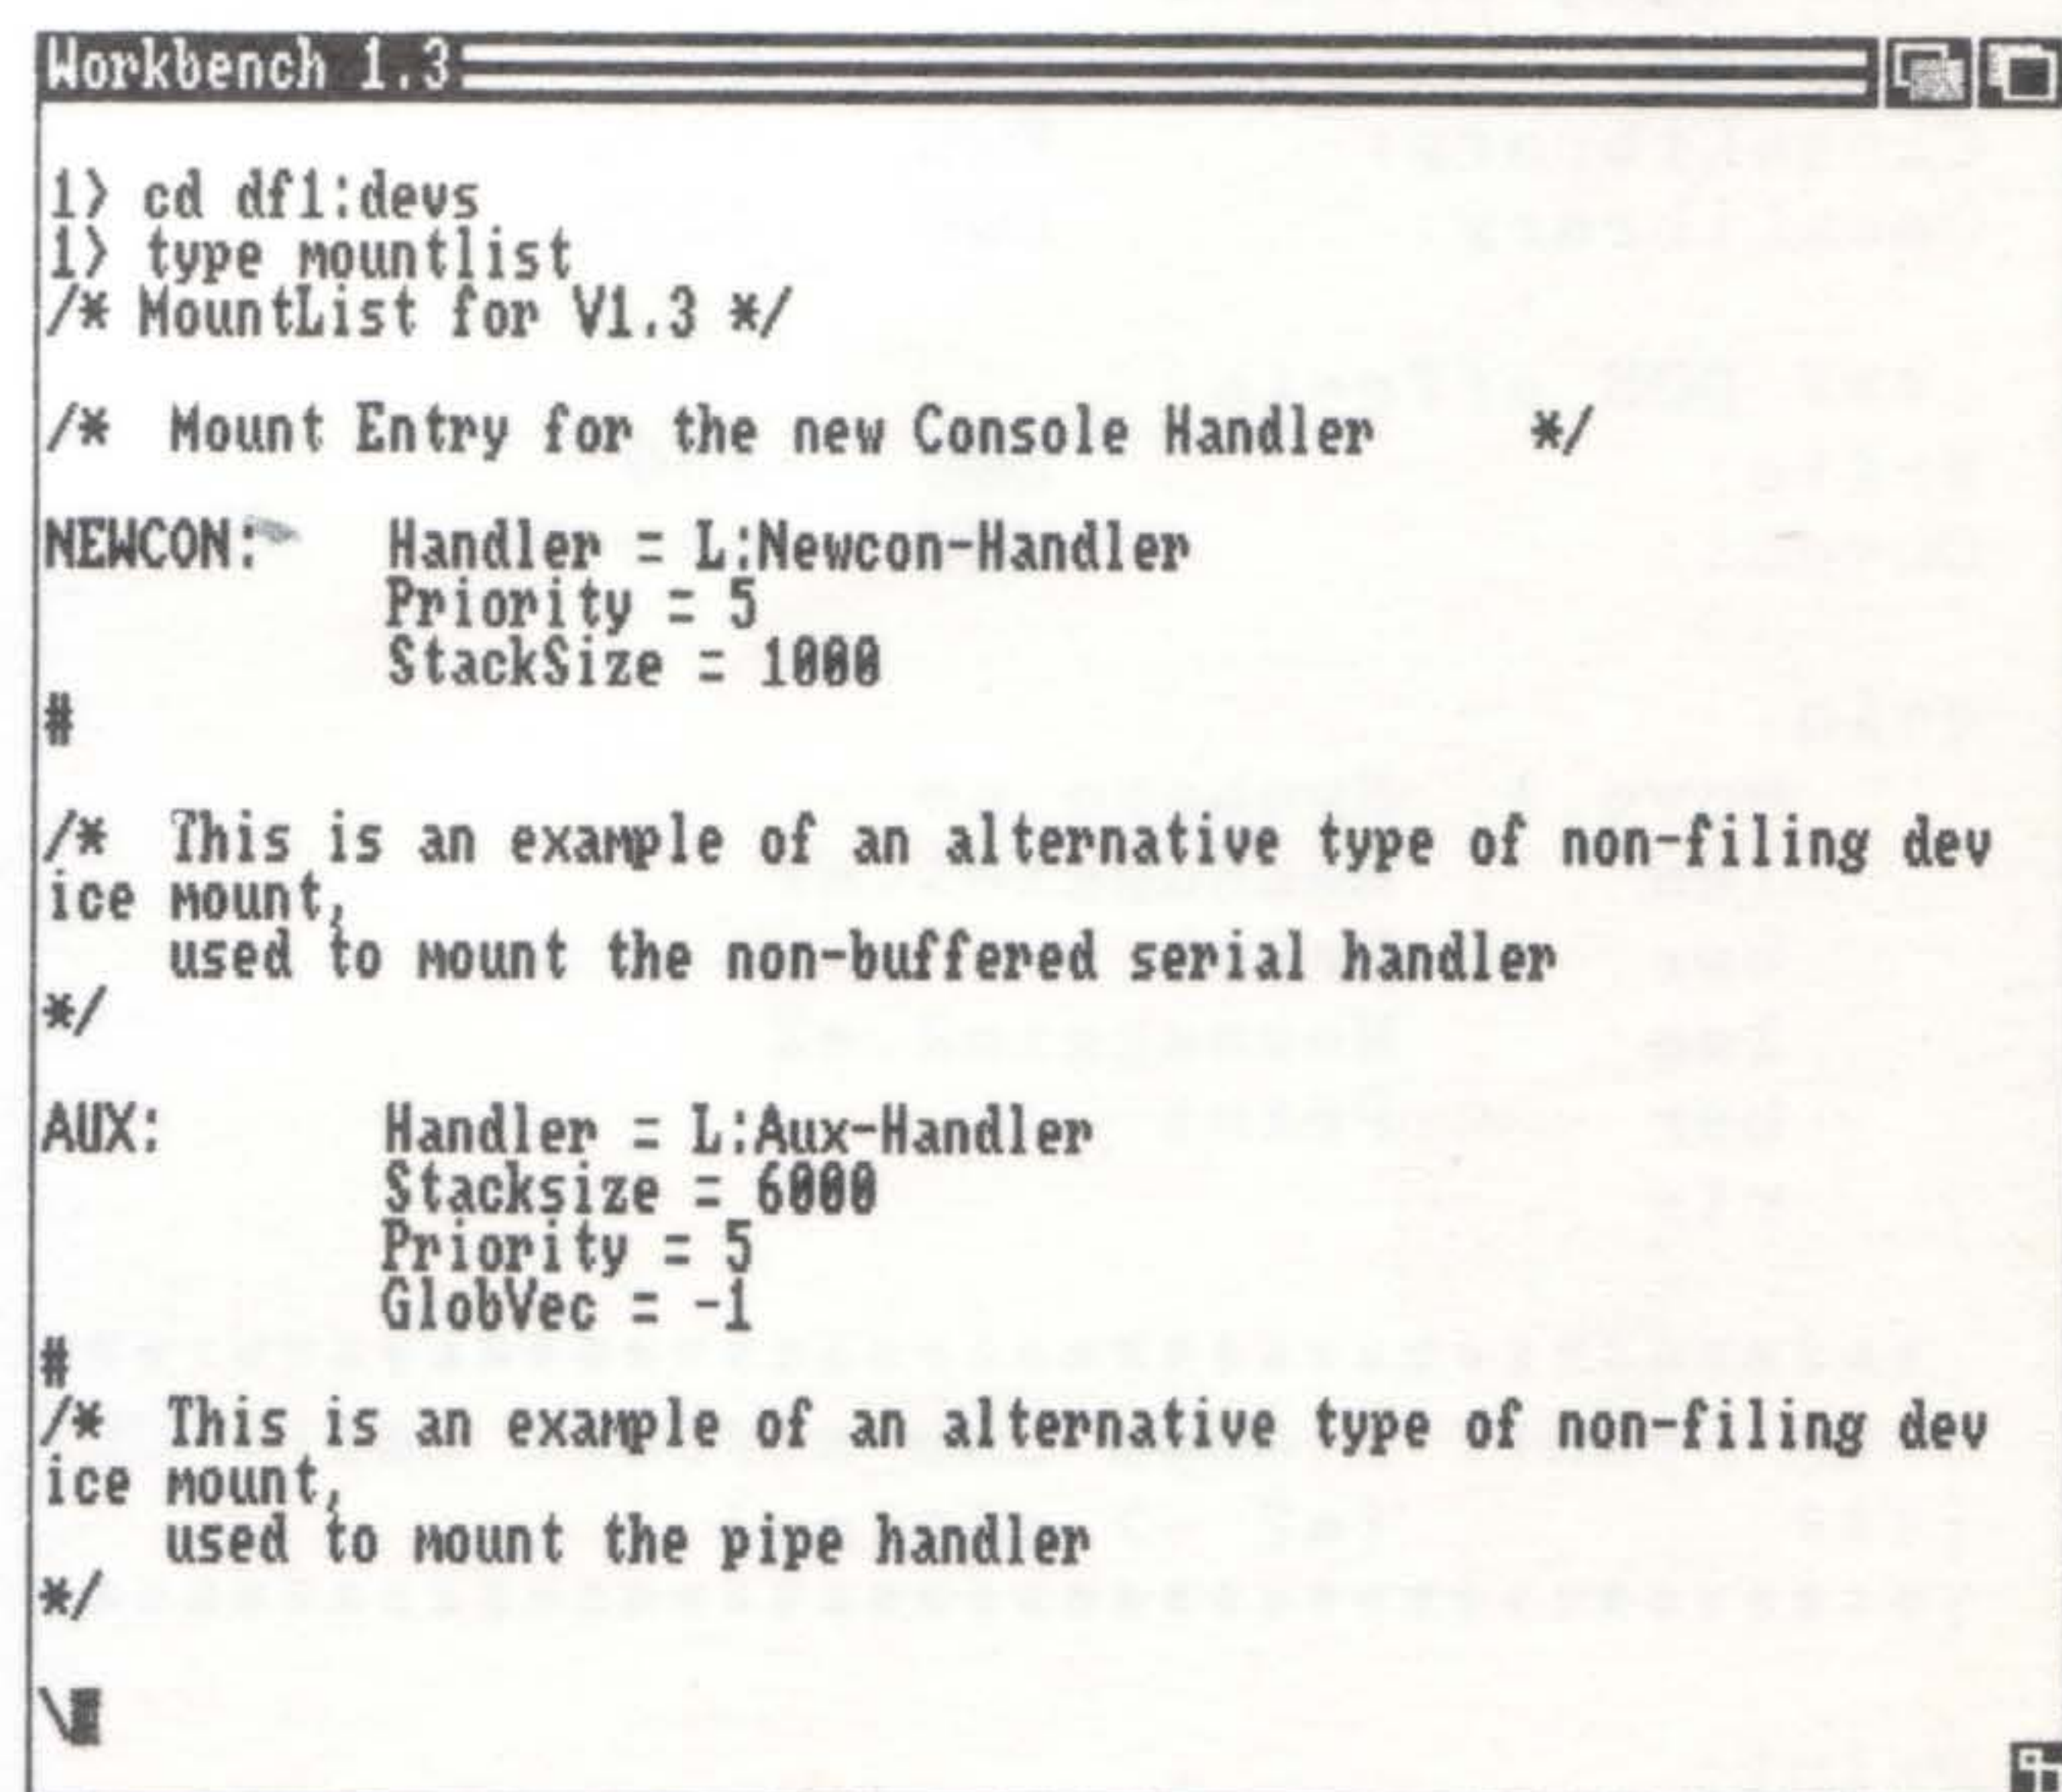 Workbench 1.3
1> cd df1:devs
1> type mountlist
/* MountList for V1.3 */
/*  Mount Entry for the new Console Handler     */
NEWCON:    Handler = L:Newcon-Handler
           Priority = 5
           StackSize = 1000
#
/*  This is an example of an alternative type of non-filing dev
ice mount,
    used to mount the non-buffered serial handler
*/
AUX:       Handler = L:Aux-Handler
           Stacksize = 6000
           Priority = 5
           GlobVec = -1
#
/*  This is an example of an alternative type of non-filing dev
ice mount,
    used to mount the pipe handler
*/
\